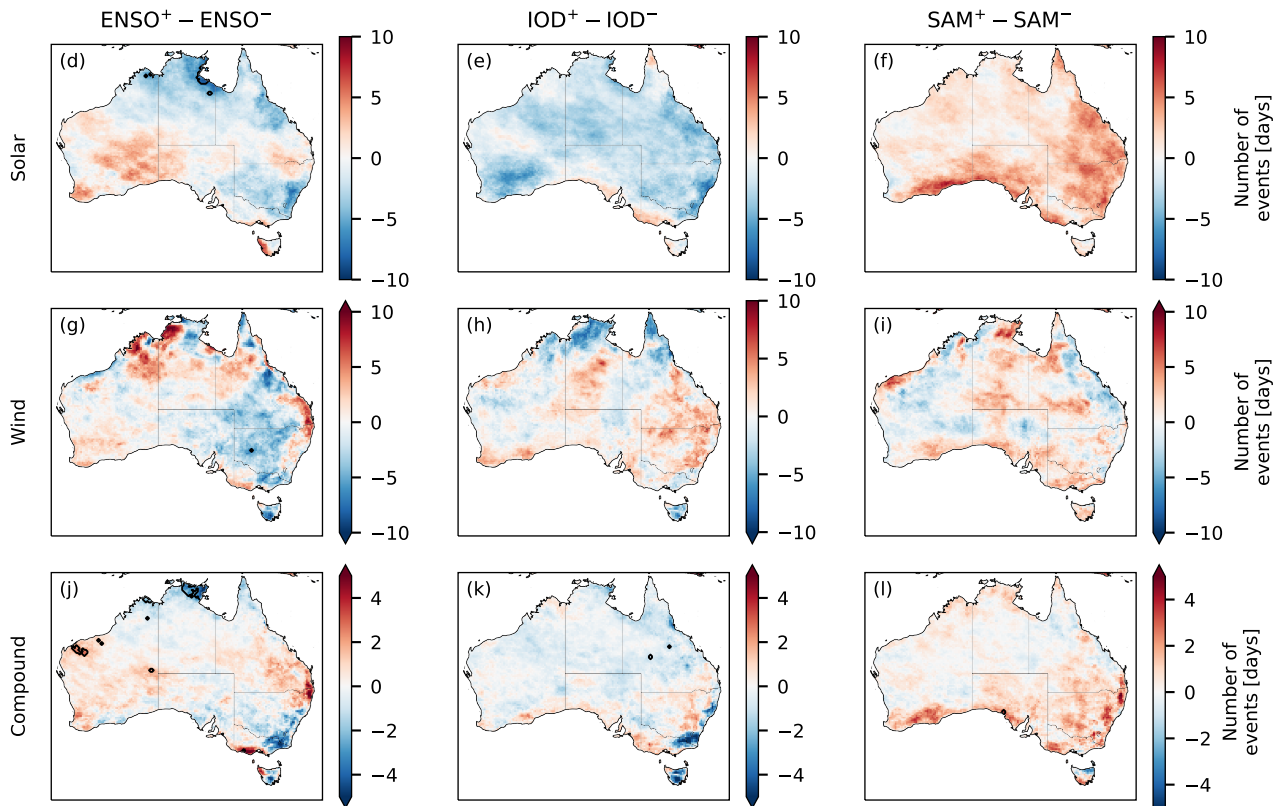 ENSO⁺ − ENSO⁻
IOD⁺ − IOD⁻
SAM⁺ − SAM⁻
Solar
(d)
10
5
0
−5
−10
(e)
10
5
0
−5
−10
(f)
10
5
0
−5
−10
Number of
events [days]
Wind
(g)
10
5
0
−5
−10
(h)
10
5
0
−5
−10
(i)
10
5
0
−5
−10
Number of
events [days]
Compound
(j)
4
2
0
−2
−4
(k)
4
2
0
−2
−4
(l)
4
2
0
−2
−4
Number of
events [days]